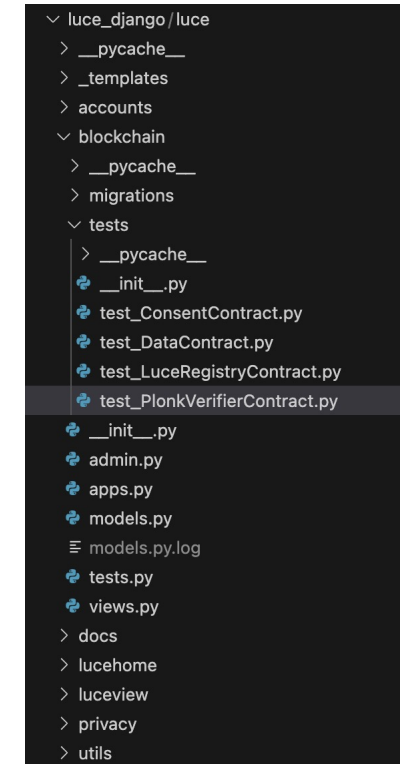 luce_django/luce
__pycache__
_templates
accounts
blockchain
__pycache__
migrations
tests
__pycache__
__init__.py
test_ConsentContract.py
test_DataContract.py
test_LuceRegistryContract.py
test_PlonkVerifierContract.py
__init__.py
admin.py
apps.py
models.py
models.py.log
tests.py
views.py
docs
lucehome
luceview
privacy
utils